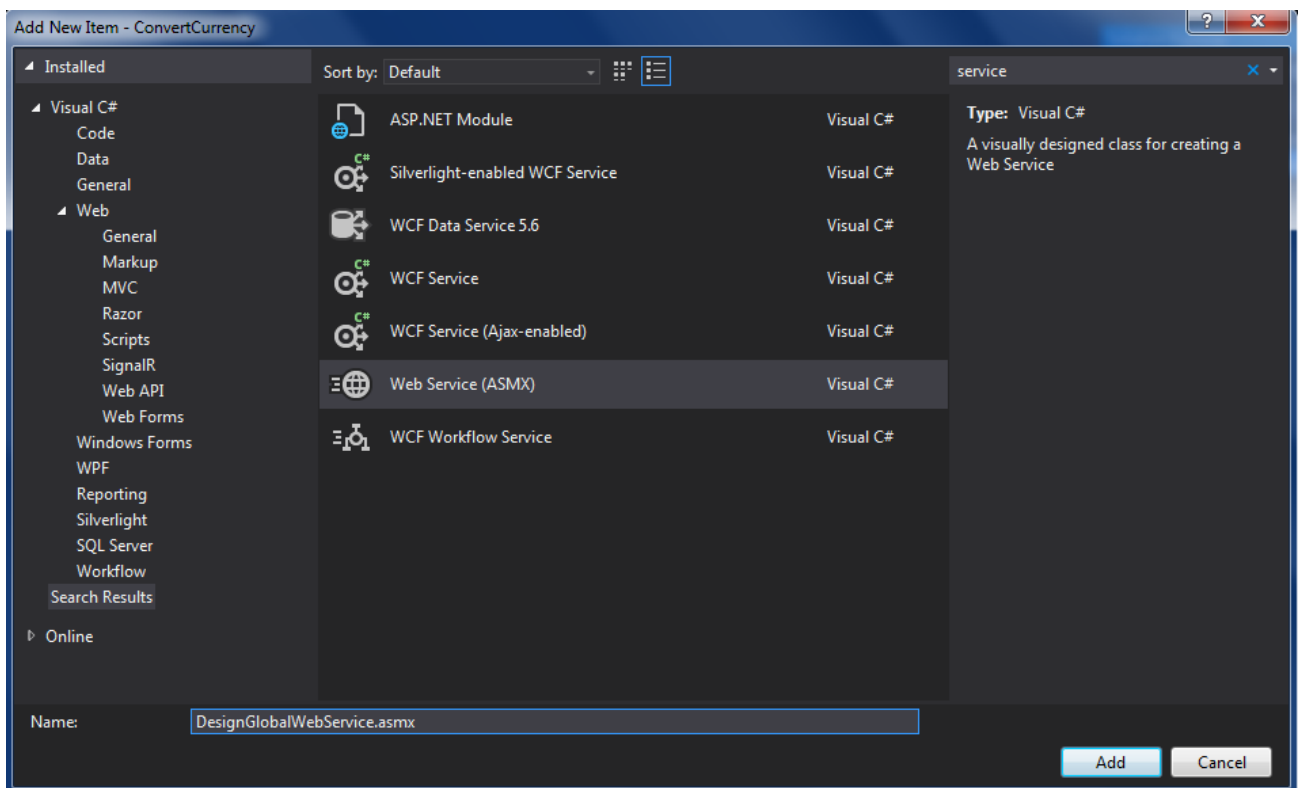 Add New Item - ConvertCurrency
?
Installed
Visual C#
Code
Data
General
Web
General
Markup
MVC
Razor
Scripts
SignalR
Web API
Web Forms
Windows Forms
WPF
Reporting
Silverlight
SQL Server
Workflow
Search Results
Online
Sort by: Default
ASP.NET Module Visual C#
C# Silverlight-enabled WCF Service Visual C#
WCF Data Service 5.6 Visual C#
C# WCF Service Visual C#
C# WCF Service (Ajax-enabled) Visual C#
Web Service (ASMX) Visual C#
WCF Workflow Service Visual C#
service
Type: Visual C#
A visually designed class for creating a
Web Service
Name: DesignGlobalWebService.asmx
Add Cancel